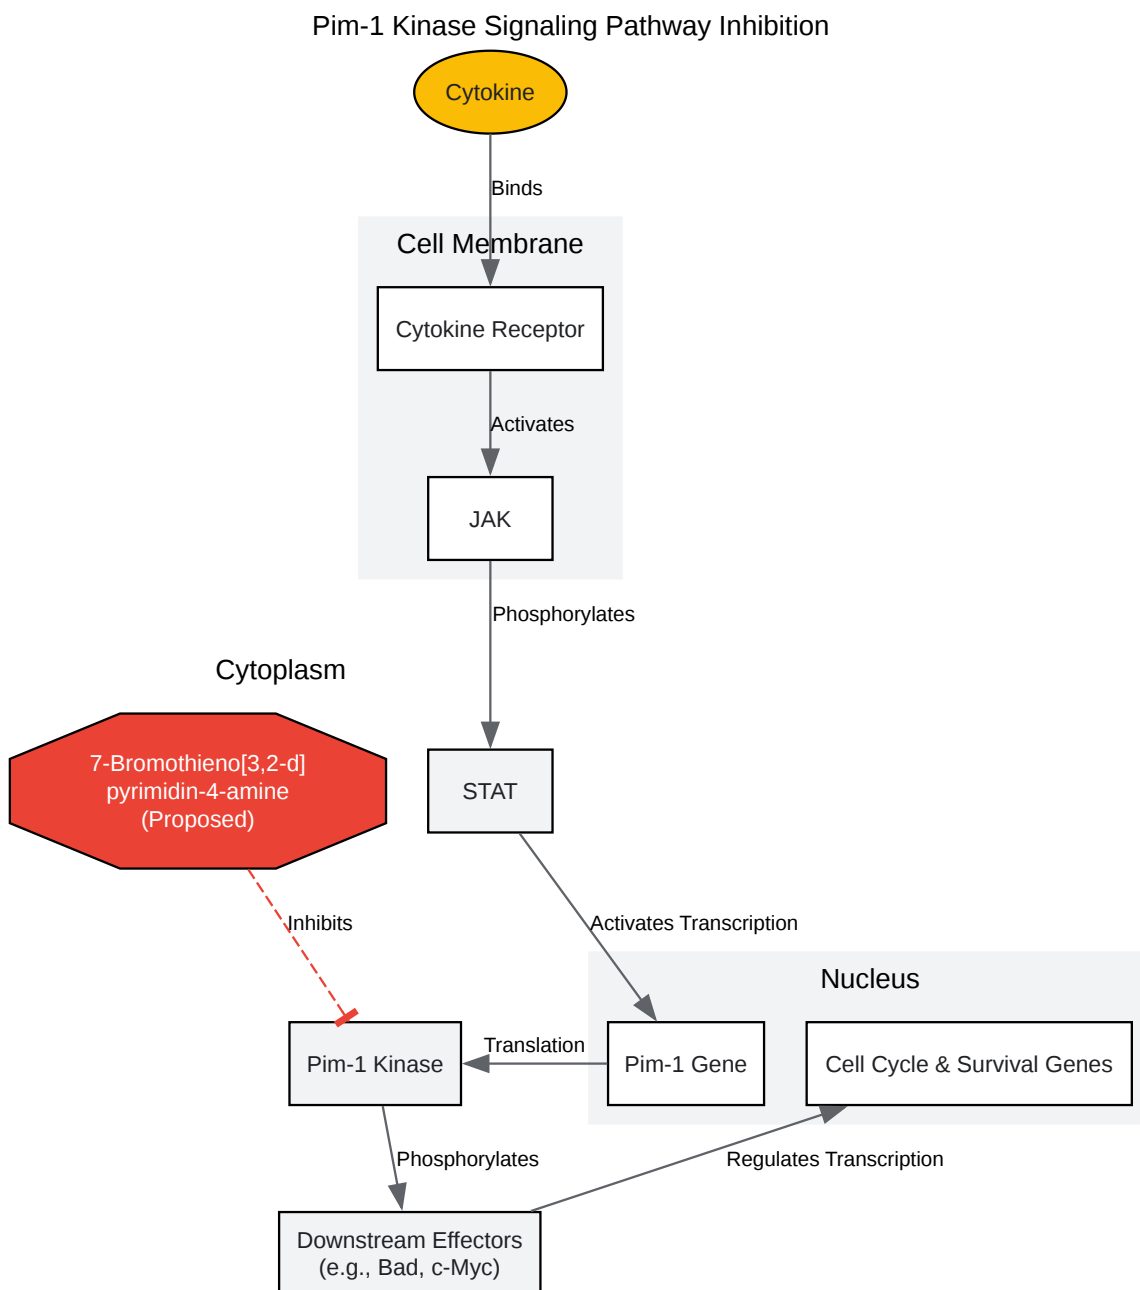 Pim-1 Kinase Signaling Pathway Inhibition
Cytokine
Binds
Cell Membrane
Cytokine Receptor
Activates
JAK
Phosphorylates
Cytoplasm
7-Bromothieno[3,2-d]
pyrimidin-4-amine
(Proposed)
STAT
Inhibits
Activates Transcription
Nucleus
Pim-1 Kinase
Translation
Pim-1 Gene
Cell Cycle & Survival Genes
Phosphorylates
Regulates Transcription
Downstream Effectors
(e.g., Bad, c-Myc)